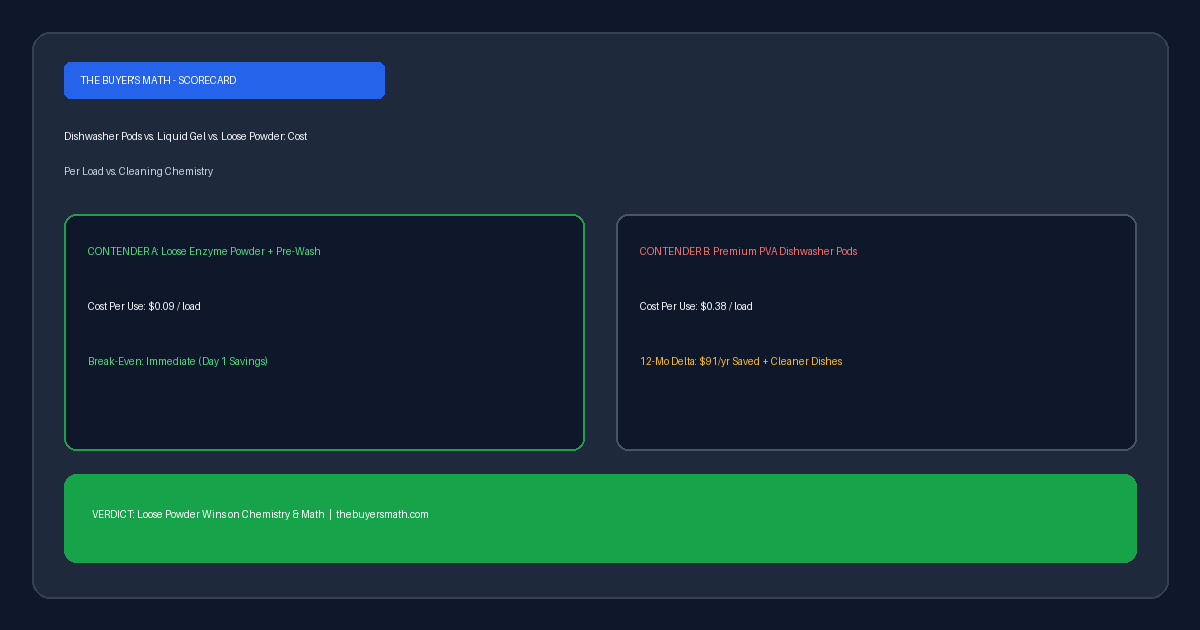 THE BUYER'S MATH - SCORECARD
Dishwasher Pods vs. Liquid Gel vs. Loose Powder: Cost
Per Load vs. Cleaning Chemistry
CONTENDER A: Loose Enzyme Powder + Pre-Wash
Cost Per Use: $0.09 / load
Break-Even: Immediate (Day 1 Savings)
CONTENDER B: Premium PVA Dishwasher Pods
Cost Per Use: $0.38 / load
12-Mo Delta: $91/yr Saved + Cleaner Dishes
VERDICT: Loose Powder Wins on Chemistry & Math | thebuyersmath.com